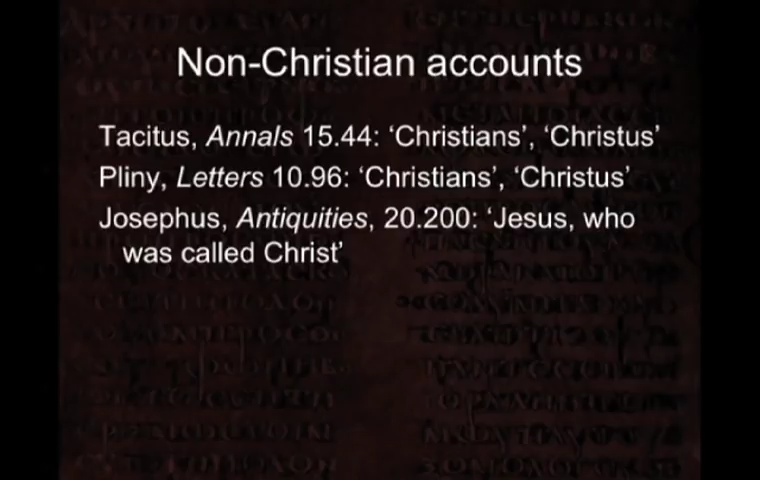 Non-Christian accounts
Tacitus, Annals 15.44: ‘Christians’, ‘Christus’
Pliny, Letters 10.96: ‘Christians’, ‘Christus’
Josephus, Antiquities, 20.200: ‘Jesus, who
was called Christ’